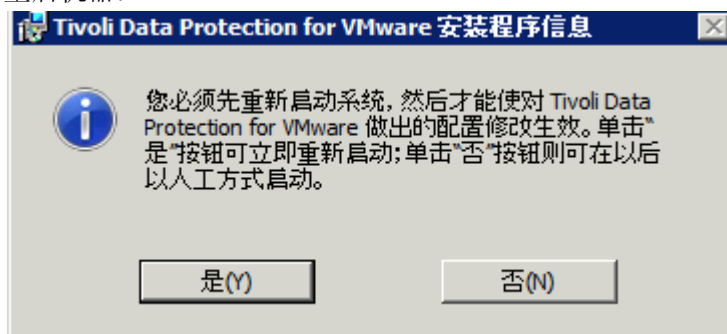 Tivoli Data Protection for VMware 安装程序信息
您必须先重新启动系统，然后才能使对 Tivoli Data
Protection for VMware 做出的配置修改生效。单击“
是”按钮可立即重新启动；单击“否”按钮则可在以后
以人工方式启动。
是(Y)
否(N)